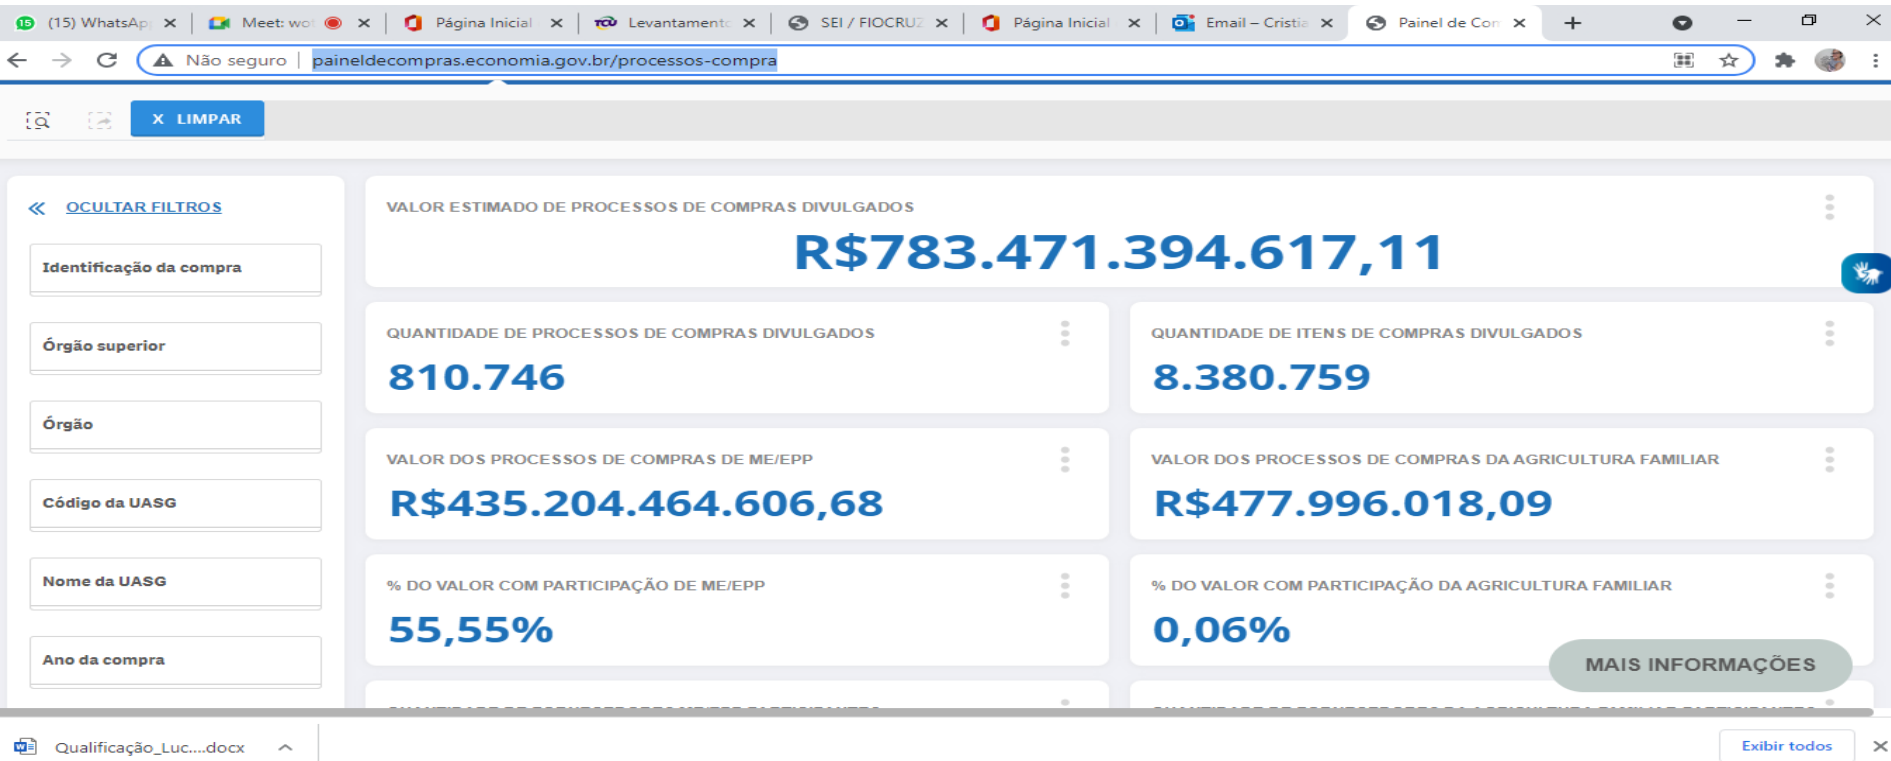 15 (15) WhatsAp
Meet: wo
Página Inicial
TCU Levantamento
SEI / FIOCRUZ
Página Inicial
Email – Cristia
Painel de Com
Não seguro | paineldecompras.economia.gov.br/processos-compra
X LIMPAR
OCULTAR FILTROS
Identificação da compra
Órgão superior
Órgão
Código da UASG
Nome da UASG
Ano da compra
VALOR ESTIMADO DE PROCESSOS DE COMPRAS DIVULGADOS
R$783.471.394.617,11
QUANTIDADE DE PROCESSOS DE COMPRAS DIVULGADOS
810.746
QUANTIDADE DE ITENS DE COMPRAS DIVULGADOS
8.380.759
VALOR DOS PROCESSOS DE COMPRAS DE ME/EPP
R$435.204.464.606,68
VALOR DOS PROCESSOS DE COMPRAS DA AGRICULTURA FAMILIAR
R$477.996.018,09
% DO VALOR COM PARTICIPAÇÃO DE ME/EPP
55,55%
% DO VALOR COM PARTICIPAÇÃO DA AGRICULTURA FAMILIAR
0,06%
MAIS INFORMAÇÕES
Qualificação_Luc....docx
Exibir todos